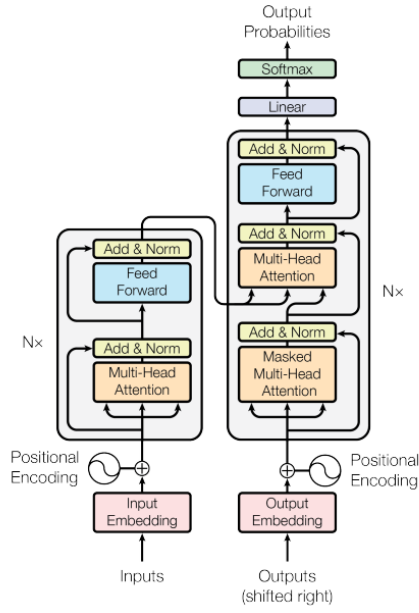 Output
Probabilities
Softmax
Linear
Add & Norm
Feed
Forward
Add & Norm
Multi-Head
Attention
Nx
Add & Norm
Masked
Multi-Head
Attention
Add & Norm
Feed
Forward
Nx
Add & Norm
Multi-Head
Attention
Positional
Encoding
Positional
Encoding
Input
Embedding
Output
Embedding
Inputs
Outputs
(shifted right)